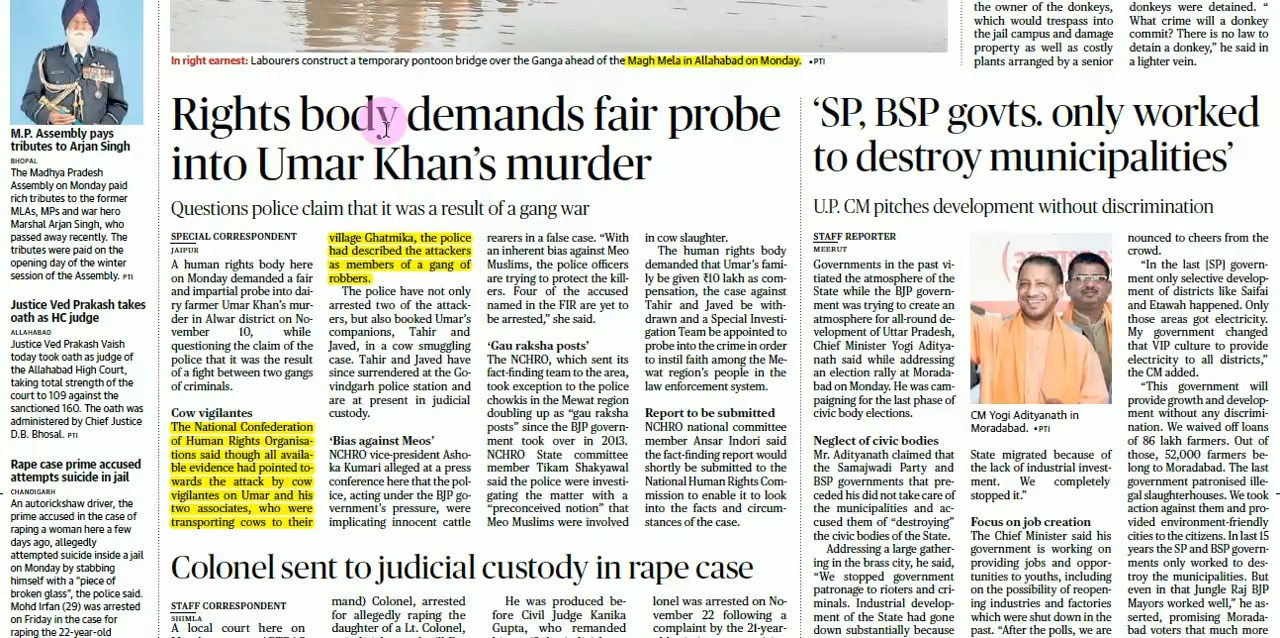 M.P. Assembly pays
tributes to Arjan Singh
BHOPAL
The Madhya Pradesh
Assembly on Monday paid
rich tributes to the former
MLAs, MPs and war hero
Marshal Arjan Singh, who
passed away recently. The
tributes were paid on the
opening day of the winter
session of the Assembly. PTI
Justice Ved Prakash takes
oath as HC judge
ALLAHABAD
Justice Ved Prakash Vaish
today took oath as judge of
the Allahabad High Court,
taking total strength of the
court to 109 against the
sanctioned 160. The oath was
administered by Chief Justice
D.B. Bhosal. PTI
Rape case prime accused
attempts suicide in jail
CHANDIGARH
An autorickshaw driver, the
prime accused in the case of
raping a woman here a few
days ago, allegedly
attempted suicide inside a jail
on Monday by stabbing
himself with a "piece of
broken glass", the police said.
Mohd Irfan (29) was arrested
on Friday in the case for
raping the 22-year-old
In right earnest: Labourers construct a temporary pontoon bridge over the Ganga ahead of the Magh Mela in Allahabad on Monday. •PTI
the owner of the donkeys,
which would trespass into
the jail campus and damage
property as well as costly
plants arranged by a senior
donkeys were detained. “
What crime will a donkey
commit? There is no law to
detain a donkey,” he said in
a lighter vein.
Rights body demands fair probe
into Umar Khan’s murder
Questions police claim that it was a result of a gang war
SPECIAL CORRESPONDENT
JAIPUR
A human rights body here
on Monday demanded a fair
and impartial probe into dai-
ry farmer Umar Khan’s mur-
der in Alwar district on No-
vember 10, while
questioning the claim of the
police that it was the result
of a fight between two gangs
of criminals.
Cow vigilantes
The National Confederation
of Human Rights Organisa-
tions said though all availa-
ble evidence had pointed to-
wards the attack by cow
vigilantes on Umar and his
two associates, who were
transporting cows to their
village Ghatmika, the police
had described the attackers
as members of a gang of
robbers.
The police have not only
arrested two of the attack-
ers, but also booked Umar’s
companions, Tahir and
Javed, in a cow smuggling
case. Tahir and Javed have
since surrendered at the Go-
vindgarh police station and
are at present in judicial
custody.
‘Bias against Meos’
NCHRO vice-president Asho-
ka Kumari alleged at a press
conference here that the pol-
ice, acting under the BJP go-
vernment’s pressure, were
implicating innocent cattle
rearers in a false case. “With
an inherent bias against Meo
Muslims, the police officers
are trying to protect the kill-
ers. Four of the accused
named in the FIR are yet to
be arrested,” she said.
‘Gau raksha posts’
The NCHRO, which sent its
fact-finding team to the area,
took exception to the police
chowkis in the Mewat region
doubling up as “gau raksha
posts” since the BJP govern-
ment took over in 2013.
NCHRO State committee
member Tikam Shakyawal
said the police were investi-
gating the matter with a
“preconceived notion” that
Meo Muslims were involved
in cow slaughter.
The human rights body
demanded that Umar’s fami-
ly be given ₹10 lakh as com-
pensation, the case against
Tahir and Javed be with-
drawn and a Special Investi-
gation Team be appointed to
probe into the crime in order
to instil faith among the Me-
wat region’s people in the
law enforcement system.
Report to be submitted
NCHRO national committee
member Ansar Indori said
the fact-finding report would
shortly be submitted to the
National Human Rights Com-
mission to enable it to look
into the facts and circum-
stances of the case.
‘SP, BSP govts. only worked
to destroy municipalities’
U.P. CM pitches development without discrimination
STAFF REPORTER
MEERUT
Governments in the past vi-
tiated the atmosphere of the
State while the BJP govern-
ment was trying to create an
atmosphere for all-round de-
velopment of Uttar Pradesh,
Chief Minister Yogi Aditya-
nath said while addressing
an election rally at Morada-
bad on Monday. He was cam-
paigning for the last phase of
civic body elections.
Neglect of civic bodies
Mr. Adityanath claimed that
the Samajwadi Party and
BSP governments that pre-
ceded his did not take care of
the municipalities and ac-
cused them of “destroying”
the civic bodies of the State.
Addressing a large gather-
ing in the brass city, he said,
“We stopped government
patronage to rioters and cri-
minals. Industrial develop-
ment of the State had gone
down substantially because
CM Yogi Adityanath in
Moradabad. •PTI
State migrated because of
the lack of industrial invest-
ment. We completely
stopped it.”
Focus on job creation
The Chief Minister said his
government is working on
providing jobs and oppor-
tunities to youths, including
on the possibility of reopen-
ing industries and factories
which were shut down in the
past. “After the polls, we are
nounced to cheers from the
crowd.
“In the last [SP] govern-
ment only selective develop-
ment of districts like Saifai
and Etawah happened. Only
those areas got electricity.
My government changed
that VIP culture to provide
electricity to all districts,”
the CM added.
“This government will
provide growth and develop-
ment without any discrimi-
nation. We waived off loans
of 86 lakh farmers. Out of
those, 52,000 farmers be-
long to Moradabad. The last
government patronised ille-
gal slaughterhouses. We took
action against them and pro-
vided environment-friendly
cities to the citizens. In last 15
years the SP and BSP govern-
ments only worked to des-
troy the municipalities. But
even in that Jungle Raj BJP
Mayors worked well,” he as-
serted, promising Morada-
bad voters that much more
Colonel sent to judicial custody in rape case
STAFF CORRESPONDENT
SHIMLA
A local court here on
mand) Colonel, arrested
for allegedly raping the
daughter of a Lt. Colonel,
He was produced be-
fore Civil Judge Kanika
Gupta, who remanded
lonel was arrested on No-
vember 22 following a
complaint by the 21-year-